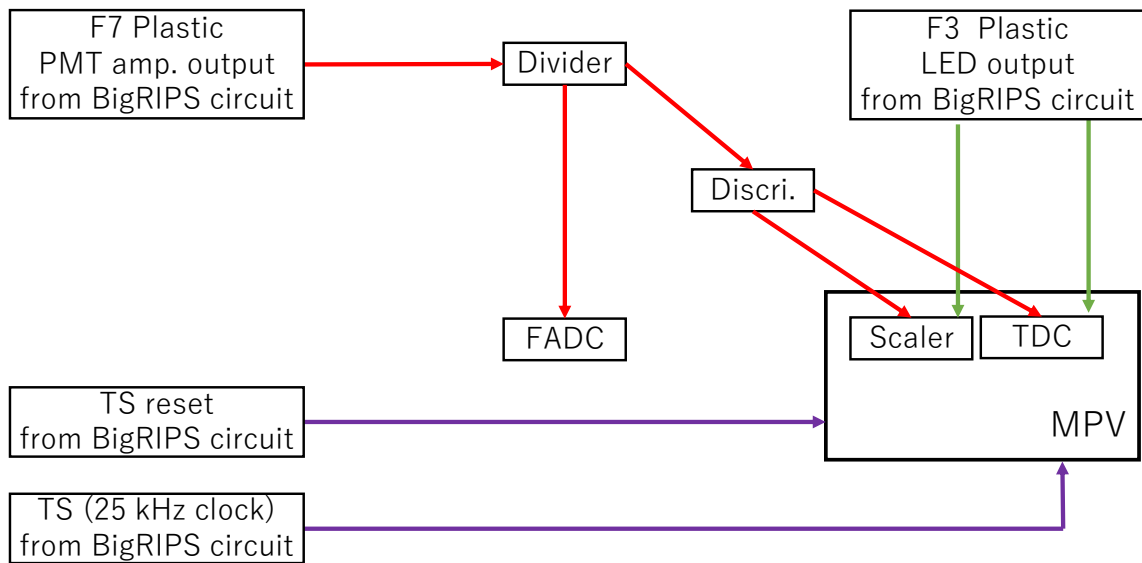 F7 Plastic
PMT amp. output
from BigRIPS circuit
Divider
F3 Plastic
LED output
from BigRIPS circuit
Discri.
FADC
Scaler
TDC
MPV
TS reset
from BigRIPS circuit
TS (25 kHz clock)
from BigRIPS circuit